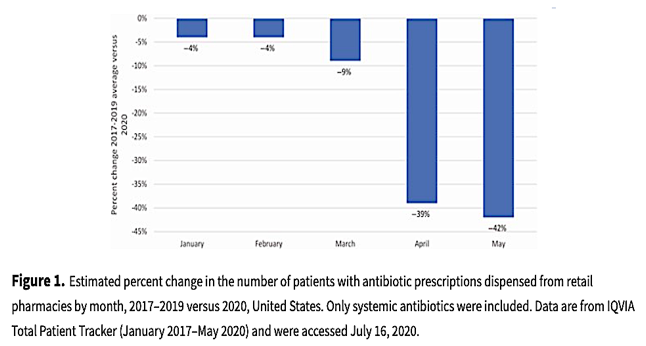 Percent change 2017-2019 average versus
2020
0%
-5%
-10%
-15%
-20%
-25%
-30%
-35%
-40%
-45%
−4%
−4%
−9%
−39%
−42%
January
February
March
April
May
Figure 1. Estimated percent change in the number of patients with antibiotic prescriptions dispensed from retail
pharmacies by month, 2017–2019 versus 2020, United States. Only systemic antibiotics were included. Data are from IQVIA
Total Patient Tracker (January 2017–May 2020) and were accessed July 16, 2020.